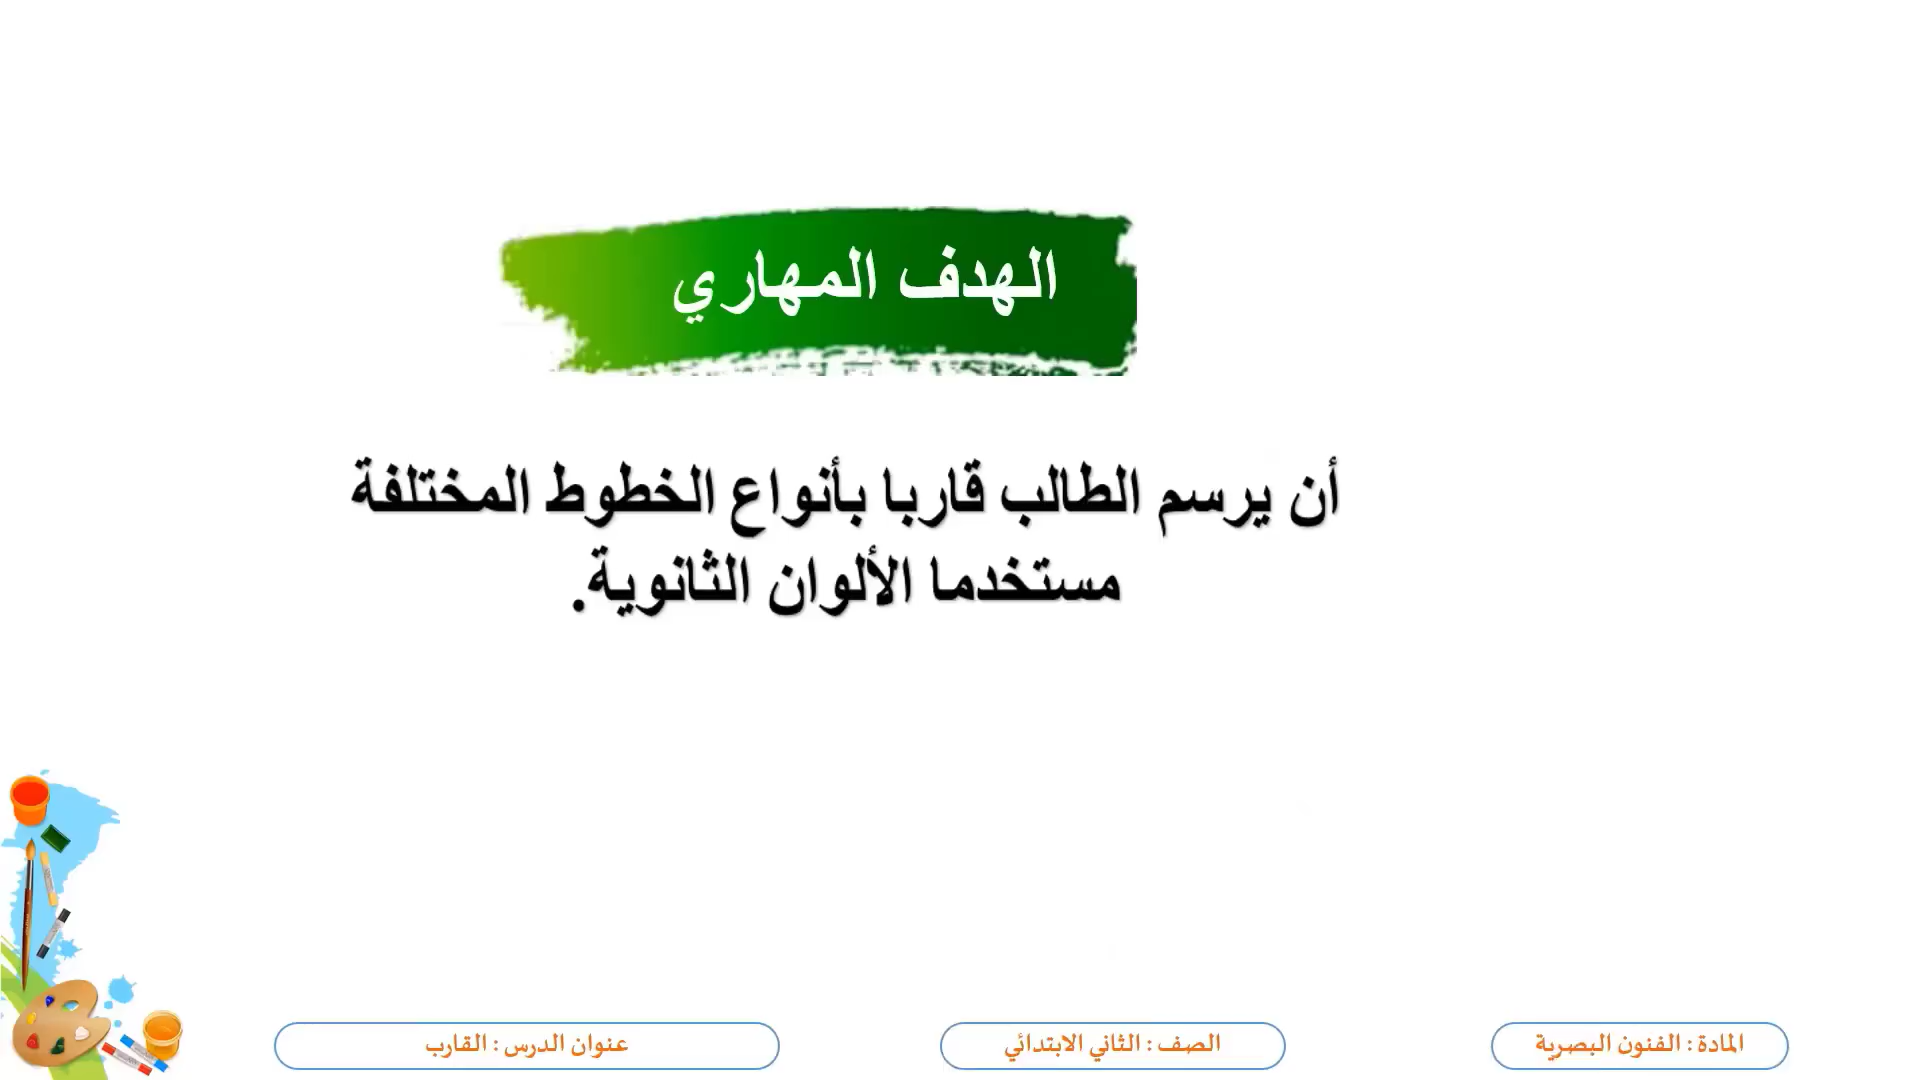 الهدف المهاري
أن يرسم الطالب قاربا بأنواع الخطوط المختلفة
مستخدما الألوان الثانوية.
المادة : الفنون البصرية
الصف : الثاني الابتدائي
عنوان الدرس : القارب